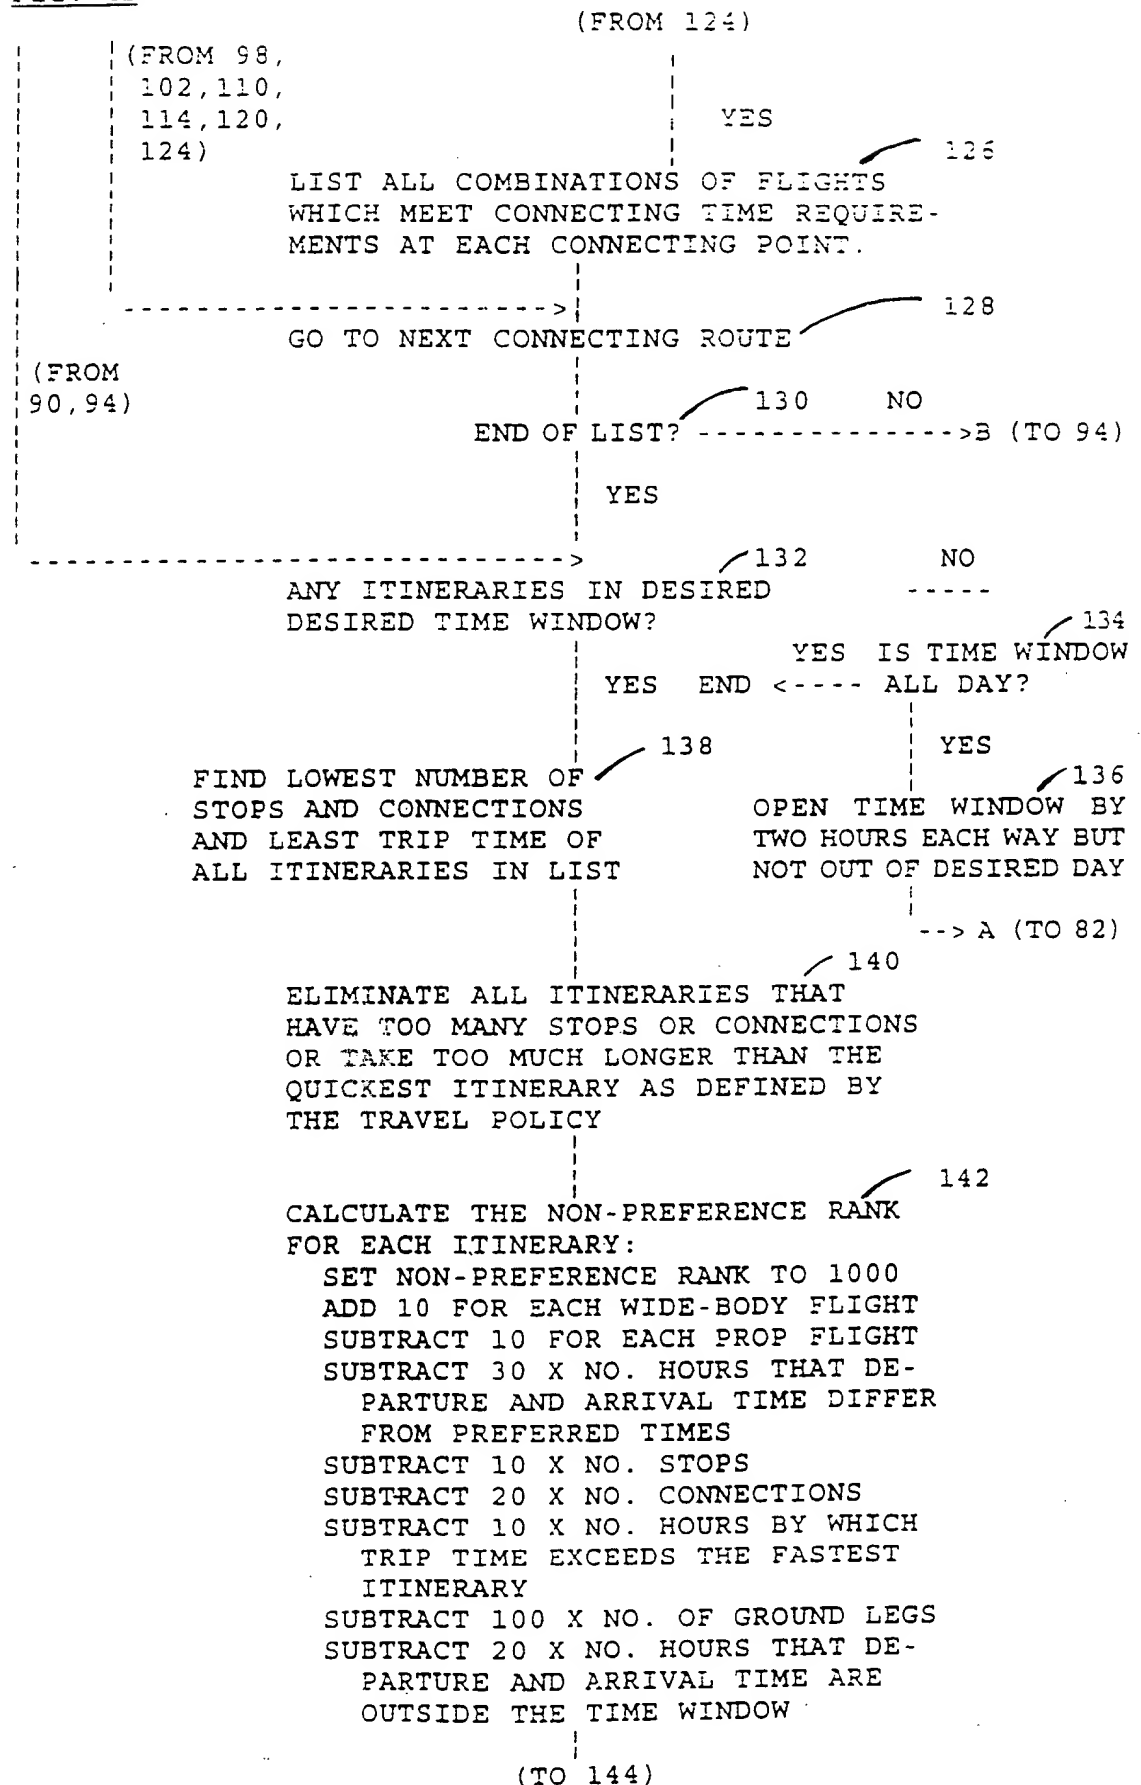 (FROM 124)
(FROM 98,
102,110,
114,120,
124)
YES
126
LIST ALL COMBINATIONS OF FLIGHTS
WHICH MEET CONNECTING TIME REQUIRE-
MENTS AT EACH CONNECTING POINT.
128
GO TO NEXT CONNECTING ROUTE
(FROM
90,94)
130 NO
END OF LIST? -------------->B (TO 94)
YES
132 NO
ANY ITINERARIES IN DESIRED
DESIRED TIME WINDOW?
134
YES IS TIME WINDOW
YES END <---- ALL DAY?
138 YES
136
FIND LOWEST NUMBER OF
STOPS AND CONNECTIONS
AND LEAST TRIP TIME OF
ALL ITINERARIES IN LIST
OPEN TIME WINDOW BY
TWO HOURS EACH WAY BUT
NOT OUT OF DESIRED DAY
--> A (TO 82)
140
ELIMINATE ALL ITINERARIES THAT
HAVE TOO MANY STOPS OR CONNECTIONS
OR TAKE TOO MUCH LONGER THAN THE
QUICKEST ITINERARY AS DEFINED BY
THE TRAVEL POLICY
142
CALCULATE THE NON-PREFERENCE RANK
FOR EACH ITINERARY:
SET NON-PREFERENCE RANK TO 1000
ADD 10 FOR EACH WIDE-BODY FLIGHT
SUBTRACT 10 FOR EACH PROP FLIGHT
SUBTRACT 30 X NO. HOURS THAT DE-
PARTURE AND ARRIVAL TIME DIFFER
FROM PREFERRED TIMES
SUBTRACT 10 X NO. STOPS
SUBTRACT 20 X NO. CONNECTIONS
SUBTRACT 10 X NO. HOURS BY WHICH
TRIP TIME EXCEEDS THE FASTEST
ITINERARY
SUBTRACT 100 X NO. OF GROUND LEGS
SUBTRACT 20 X NO. HOURS THAT DE-
PARTURE AND ARRIVAL TIME ARE
OUTSIDE THE TIME WINDOW
(TO 144)